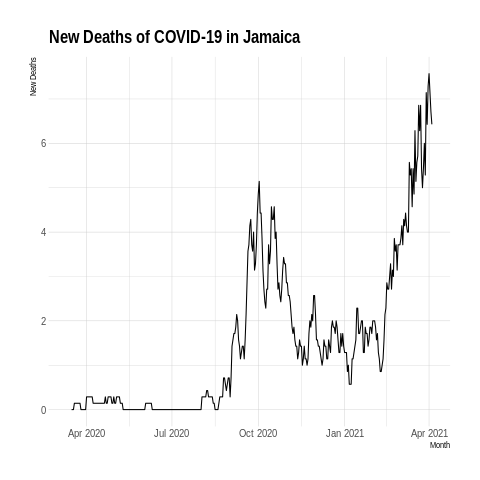 New Deaths of COVID-19 in Jamaica
New Deaths
6
4
2
0
Apr 2020 Jul 2020 Oct 2020 Jan 2021 Apr 2021
Month